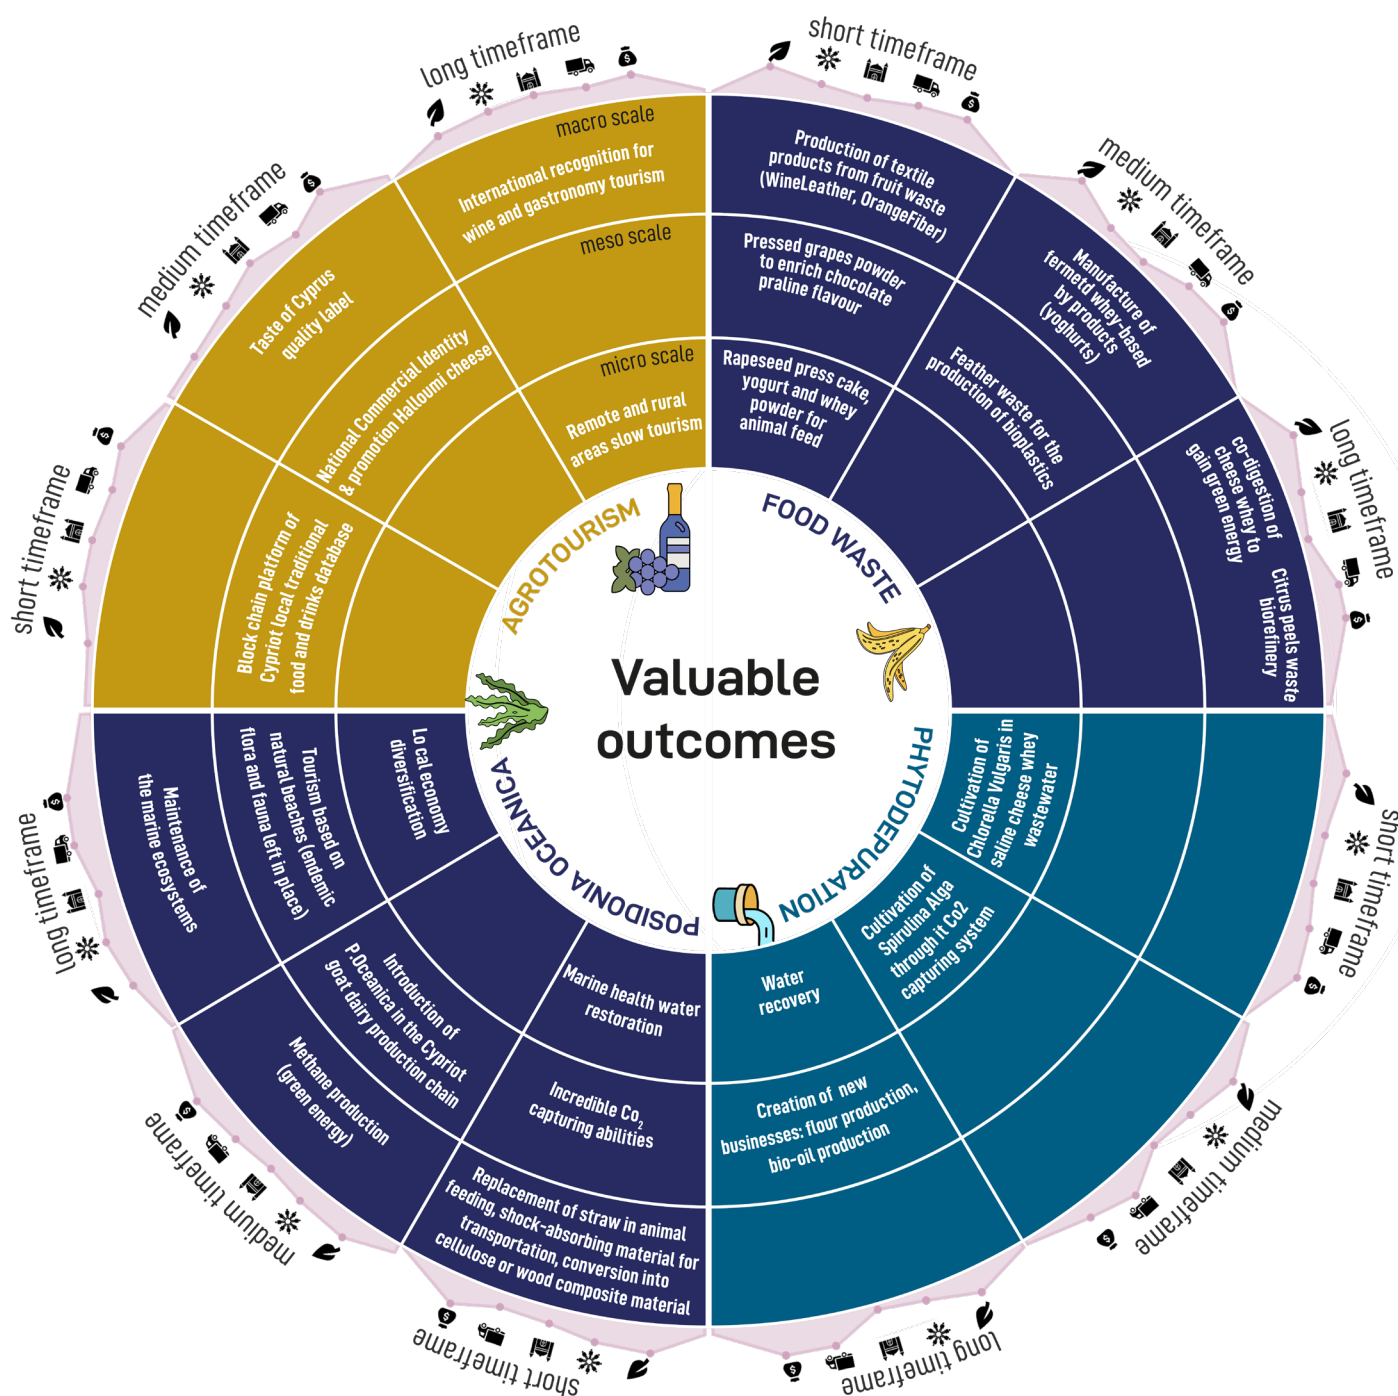 Valuable
outcomes
FOOD WASTE
short timeframe
Production of textile
products from fruit waste
(WineLeather, OrangeFiber)
Pressed grapes powder
to enrich chocolate
praline flavour
Rapeseed press cake,
yogurt and whey
powder for
animal feed
medium timeframe
Manufacture of
fermetd whey-based
by products
(yoghurts)
Feather waste for the
production of bioplastics
long timeframe
co-digestion of
cheese whey to
gain green energy
Citrus peels waste
biorefinery
PHYTODEPURATION
short timeframe
Cultivation of
Chlorella Vulgaris in
saline cheese whey
wastewater
medium timeframe
Cultivation of
Spirutina Alga
through it Co2
capturing system
long timeframe
Water
recovery
Creation of new
businesses: flour production,
bio-oil production
POSIDONIA OCEANICA
short timeframe
Marine health water
restoration
Incredible Co2
capturing abilities
Replacement of straw in animal
feeding, shock-absorbing material for
transportation, conversion into
cellulose or wood composite material
medium timeframe
Introduction of
P.Oceanica in the Cypriot
goat dairy production chain
Methane production
(green energy)
long timeframe
Lo cal economy
diversification
Tourism based on
natural beaches (endemic
flora and fauna left in place)
Maintenance of
the marine ecosystems
AGROTOURISM
short timeframe
Block chain platform of
Cypriot local traditional
food and drinks database
medium timeframe
Taste of Cyprus
quality label
National Commercial Identity
& promotion Halloumi cheese
long timeframe
macro scale
International recognition for
wine and gastronomy tourism
meso scale
micro scale
Remote and rural
areas slow tourism